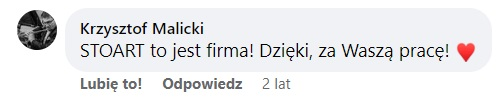 Krzysztof Malicki
STOART to jest firma! Dzięki, za Waszą pracę! ♥
Lubię to! Odpowiedz 2 lat